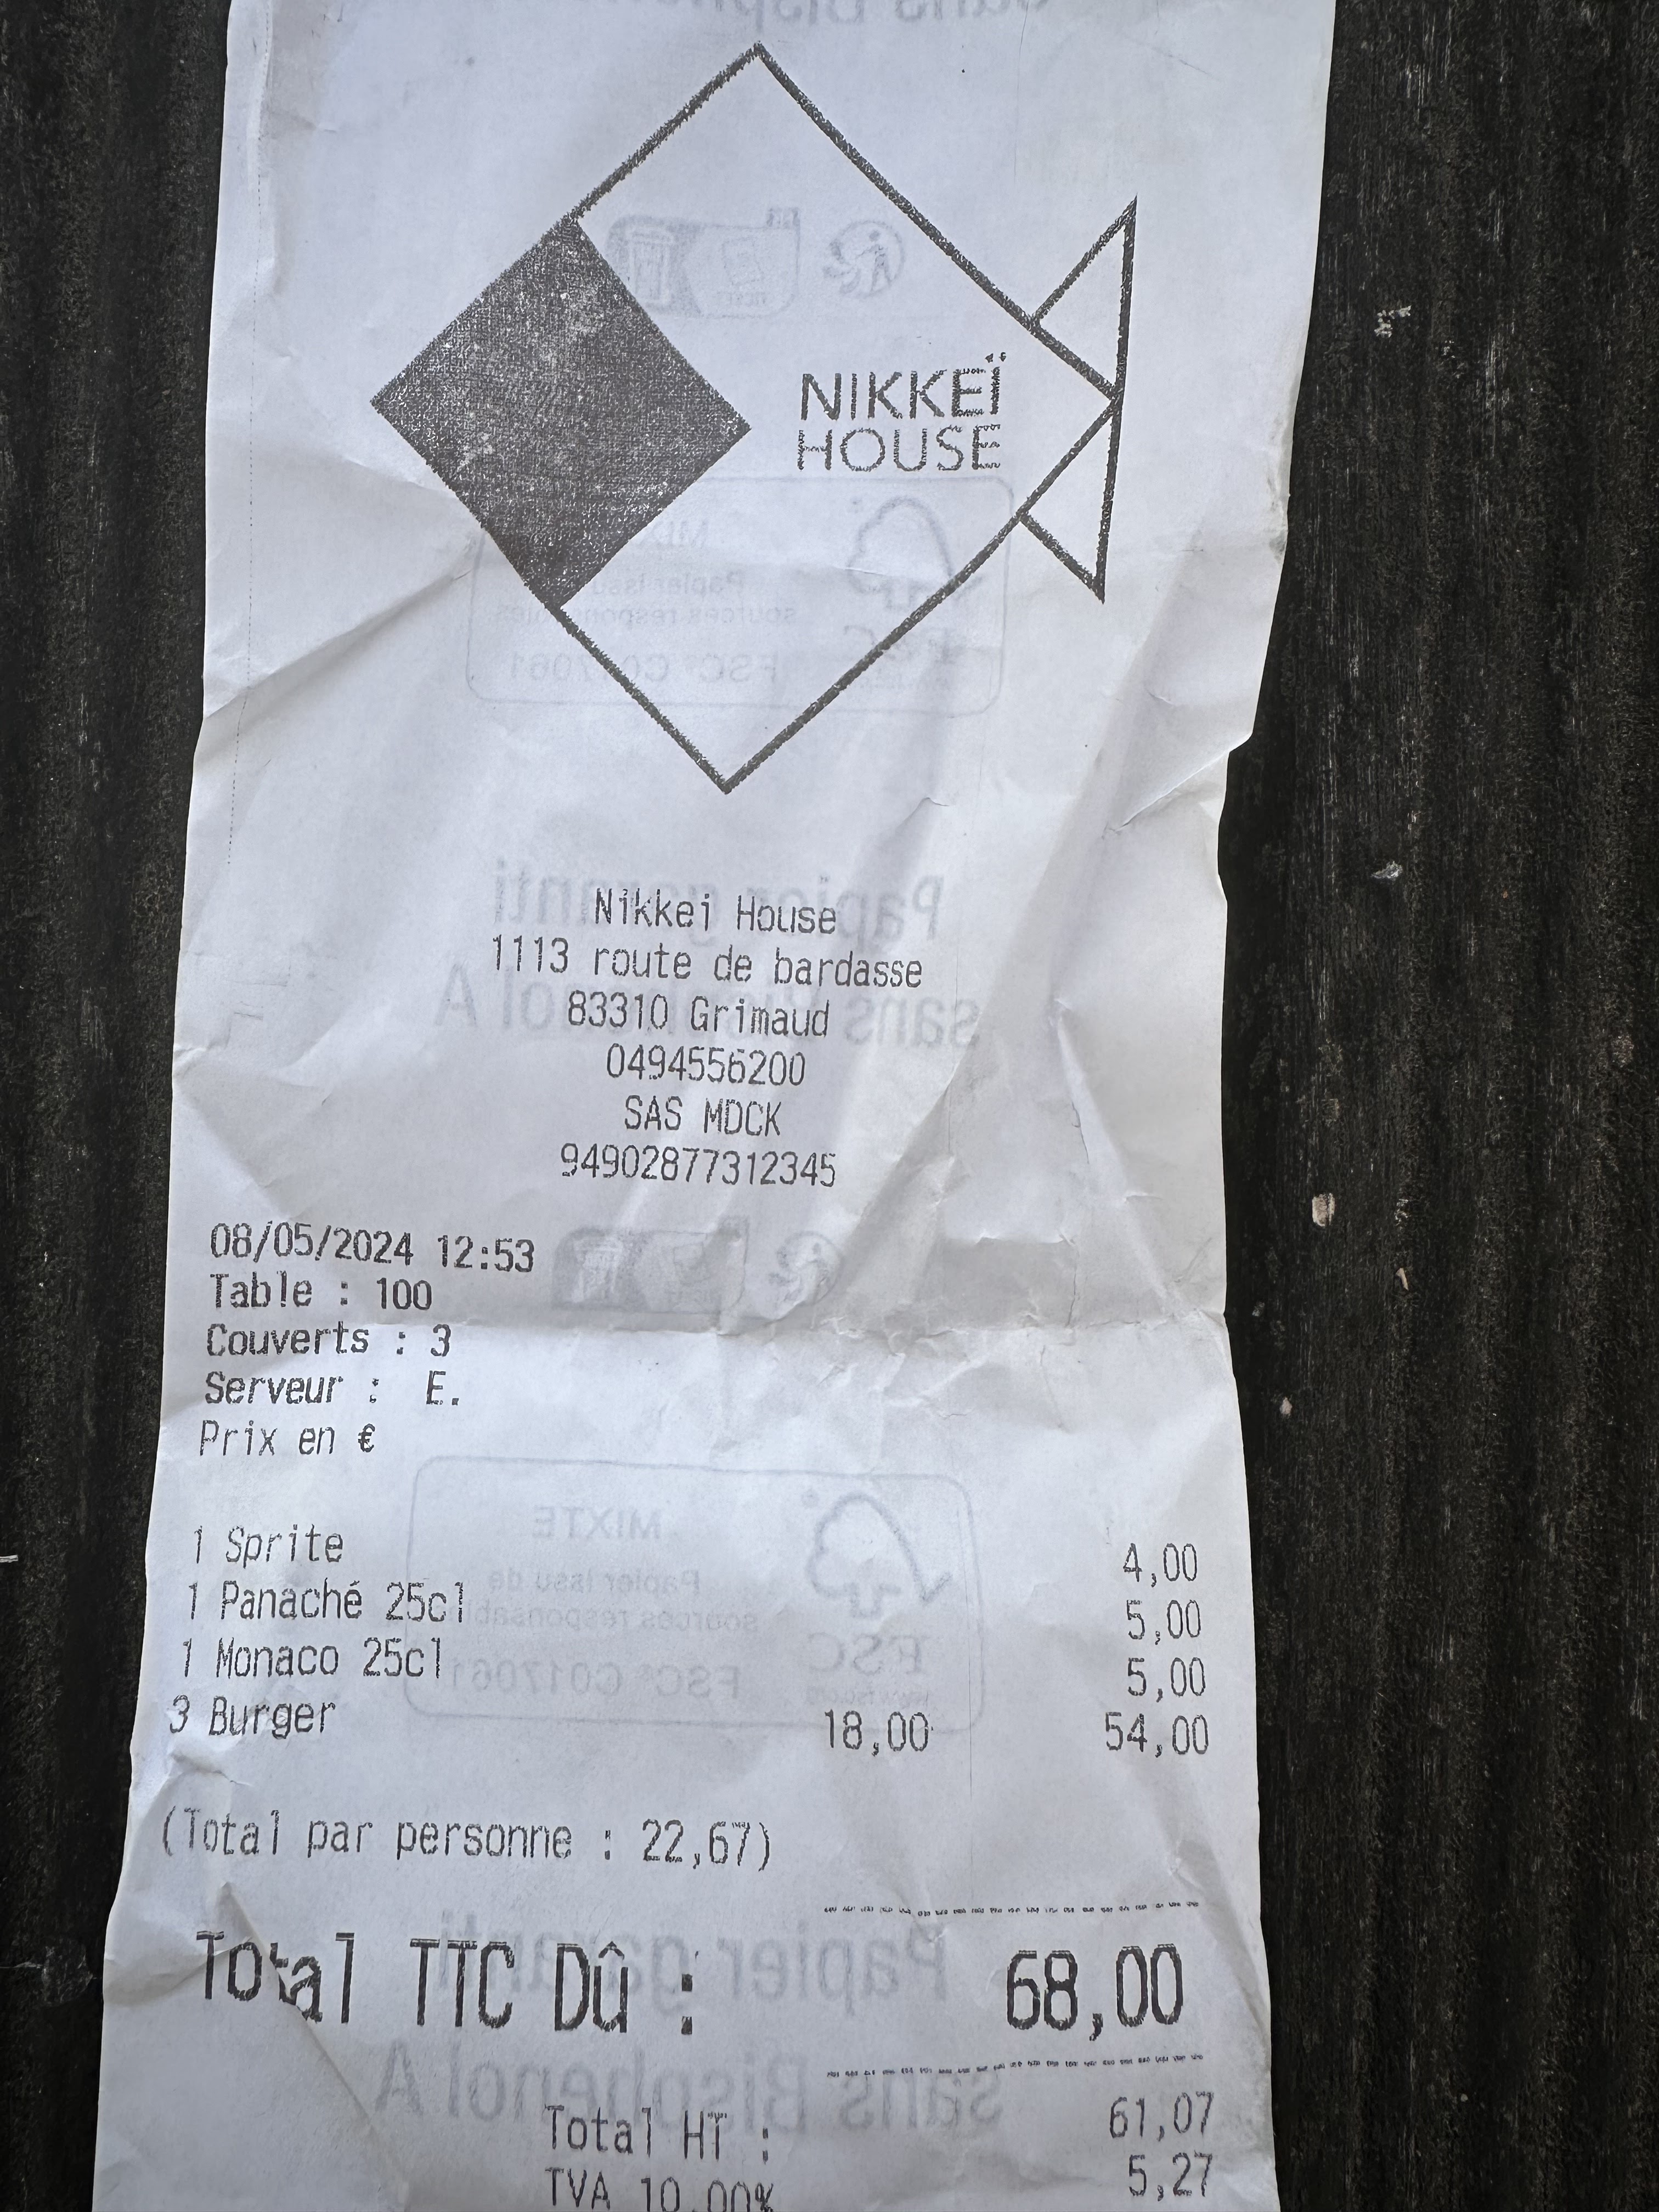 NIKKEÏ
HOUSE
Nikkei House
1113 route de bardasse
83310 Grimaud
0494556200
SAS MDCK
94902877312345
08/05/2024 12:53
Table : 100
Couverts : 3
Serveur : E.
Prix en €
1 Sprite 4,00
1 Panaché 25cl 5,00
1 Monaco 25cl 5,00
3 Burger 18,00 54,00
(Total par personne : 22,67)
Total TTC Dû : 68,00
Total HT : 61,07
TVA 10.00% 5,27